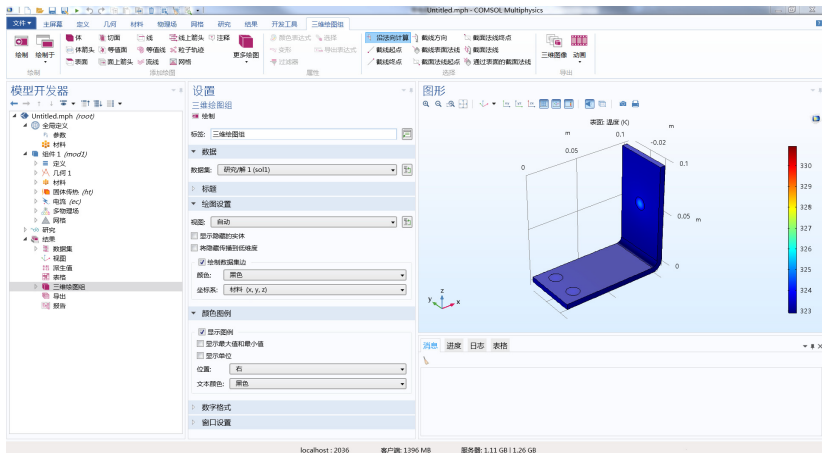 Untitled.mph - COMSOL Multiphysics
文件 主屏幕 定义 几何 材料 物理场 网格 研究 结果 开发工具 三维绘图组
绘制 绘制于 体 切面 线 线上箭头 注释 更多绘图 颜色表达式 选择 沿法向计算 截线方向 截面法线终点 三维图像 动画
体箭头 等值面 等值线 粒子轨迹 变形 导出表达式 截线起点 截线表面法线 切面法线
表面 面上箭头 流线 网格 过滤器 截线终点 截面法线起点 通过表面的截面法线
绘制 添加绘图 属性 选择 导出
模型开发器
Untitled.mph (root)
全局定义
参数
材料
组件 1 (mod1)
定义
几何 1
材料
固体传热 (ht)
电流 (ec)
多物理场
网格
研究
结果
数据集
视图
派生值
表格
三维绘图组
导出
报告
设置
三维绘图组
绘制
标签: 三维绘图组
数据
数据集: 研究/解 1 (sol1)
标题
绘图设置
视图: 自动
显示隐藏的实体
将隐藏传播到低维度
绘制数据集边
颜色: 黑色
坐标系: 材料 (x, y, z)
颜色图例
显示图例
显示最大值和最小值
显示单位
位置: 右
文本颜色: 黑色
数字格式
窗口设置
图形
表面: 温度 (K)
m 0.1 m
-0.02
0.05
0.1
0
0.05 m
0
z
y x
330
329
328
327
326
325
324
323
消息 进度 日志 表格
localhost : 2036 客户端: 1396 MB 服务器: 1.11 GB | 1.26 GB